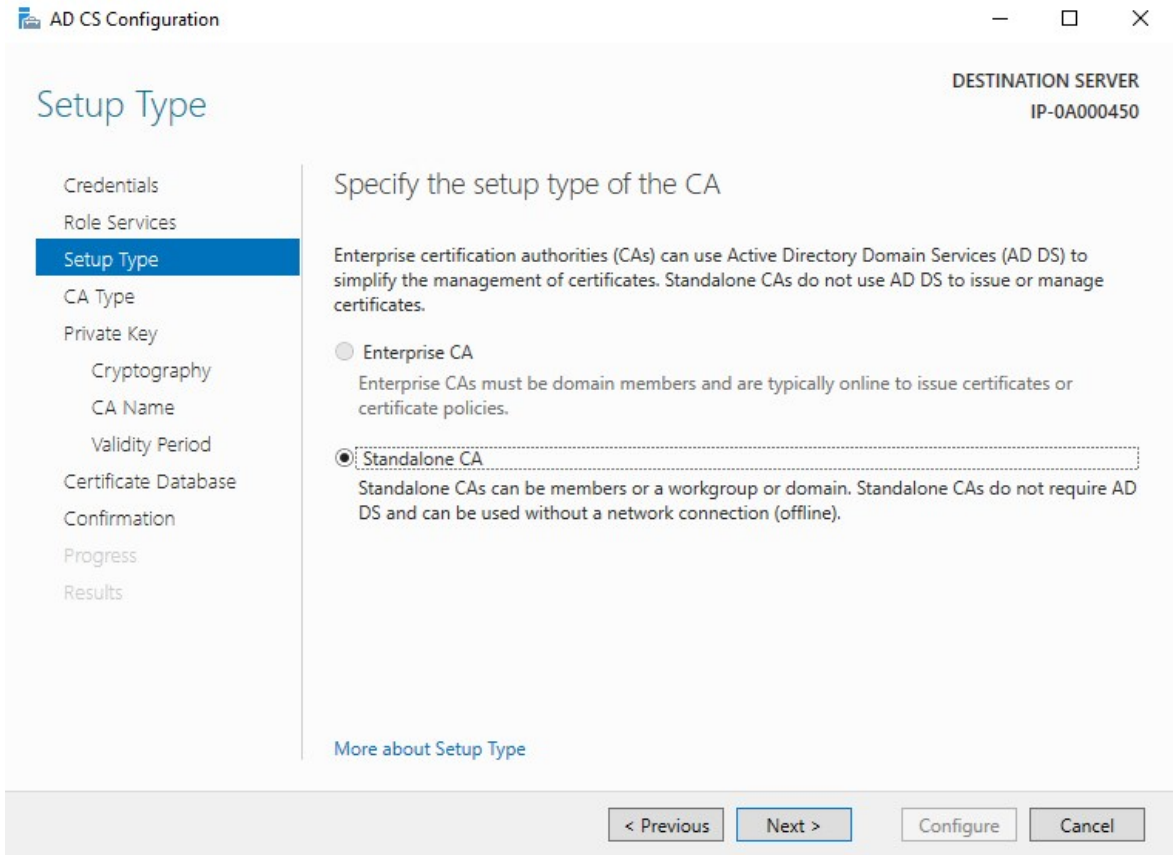 AD CS Configuration
DESTINATION SERVER
IP-0A000450
Setup Type
Credentials
Role Services
Setup Type
CA Type
Private Key
Cryptography
CA Name
Validity Period
Certificate Database
Confirmation
Progress
Results
Specify the setup type of the CA
Enterprise certification authorities (CAs) can use Active Directory Domain Services (AD DS) to
simplify the management of certificates. Standalone CAs do not use AD DS to issue or manage
certificates.
Enterprise CA
Enterprise CAs must be domain members and are typically online to issue certificates or
certificate policies.
Standalone CA
Standalone CAs can be members or a workgroup or domain. Standalone CAs do not require AD
DS and can be used without a network connection (offline).
More about Setup Type
< Previous
Next >
Configure
Cancel